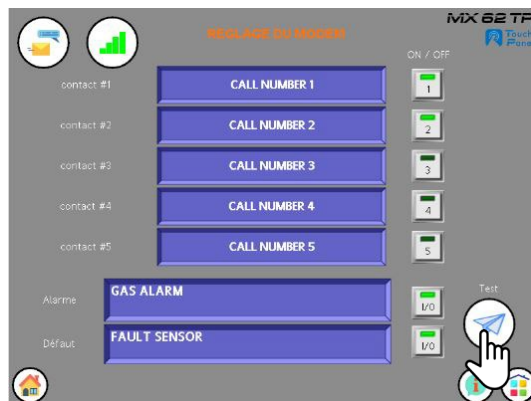 MX 62 TP
REGLAGE DU MODEM
Touch
Panel
ON / OFF
contact #1 CALL NUMBER 1 1
contact #2 CALL NUMBER 2 2
contact #3 CALL NUMBER 3 3
contact #4 CALL NUMBER 4 4
contact #5 CALL NUMBER 5 5
Alarme GAS ALARM I/O
Test
Défaut FAULT SENSOR I/O